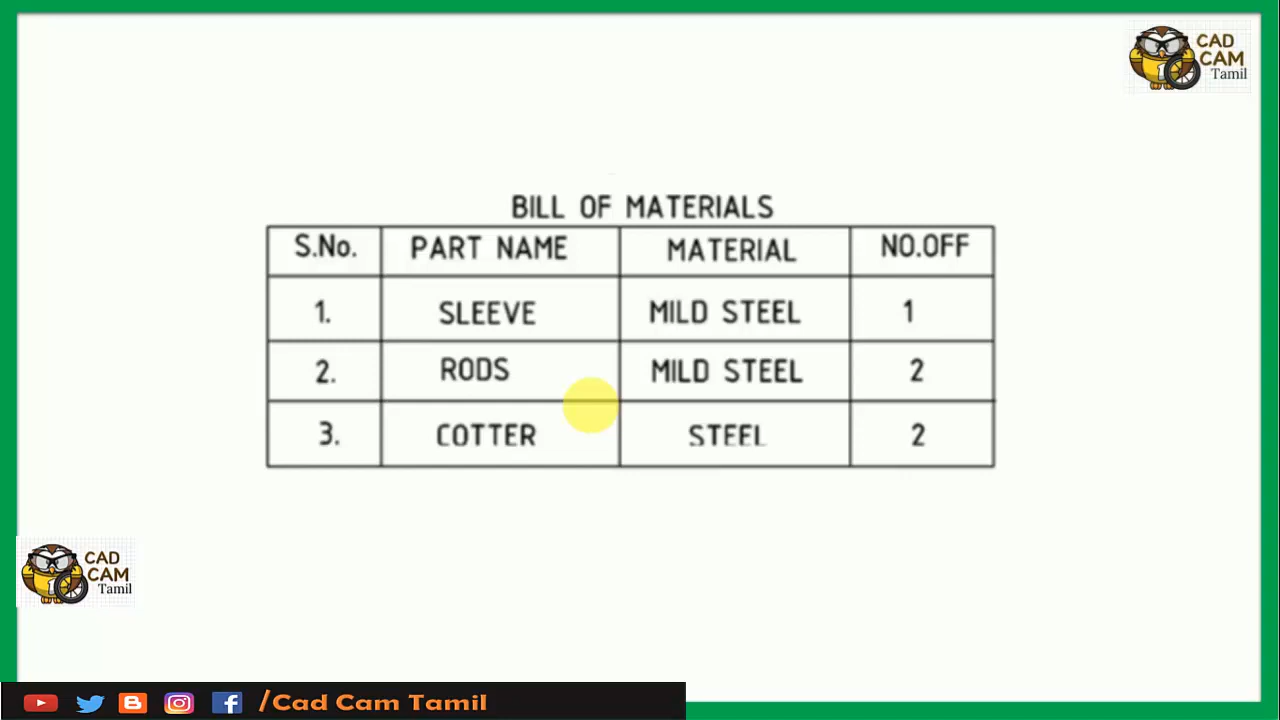 CAD
CAM
Tamil
BILL OF MATERIALS
S.No. PART NAME MATERIAL NO.OFF
1. SLEEVE MILD STEEL 1
2. RODS MILD STEEL 2
3. COTTER STEEL 2
CAD
CAM
Tamil
/Cad Cam Tamil